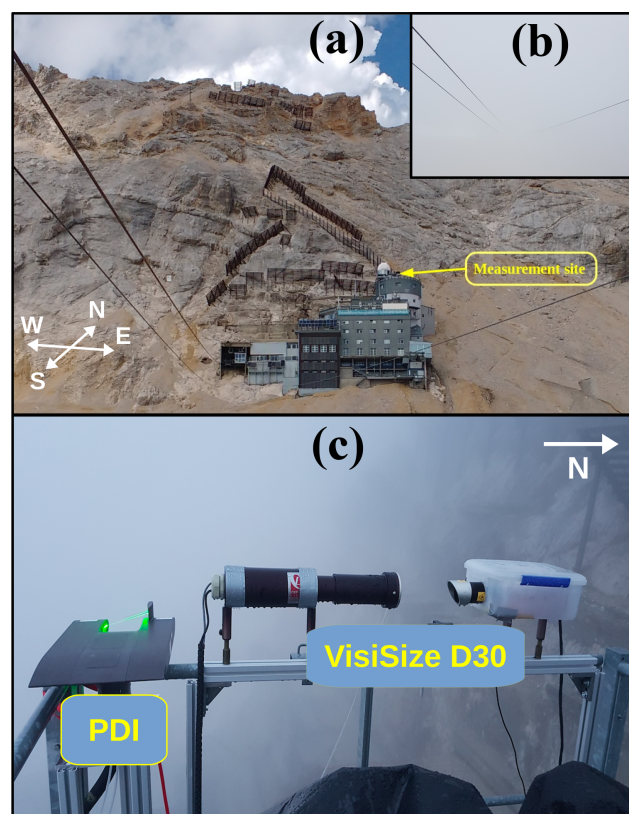 (a)
(b)
Measurement site
N
W
E
S
(c)
N
VisiSize D30
PDI